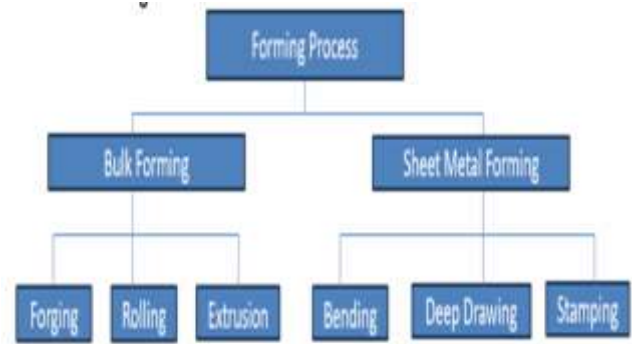 Forming Process
Bulk Forming
Sheet Metal Forming
Forging
Rolling
Extrusion
Bending
Deep Drawing
Stamping